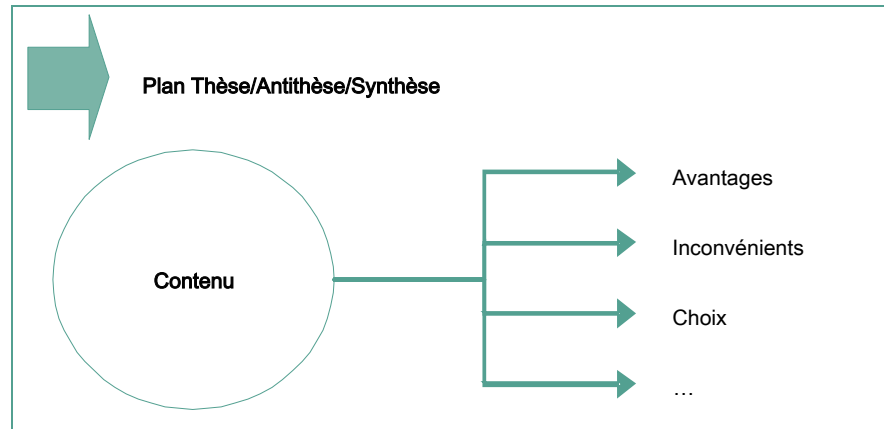 Plan Thèse/Antithèse/Synthèse
Avantages
Inconvénients
Contenu
Choix
…